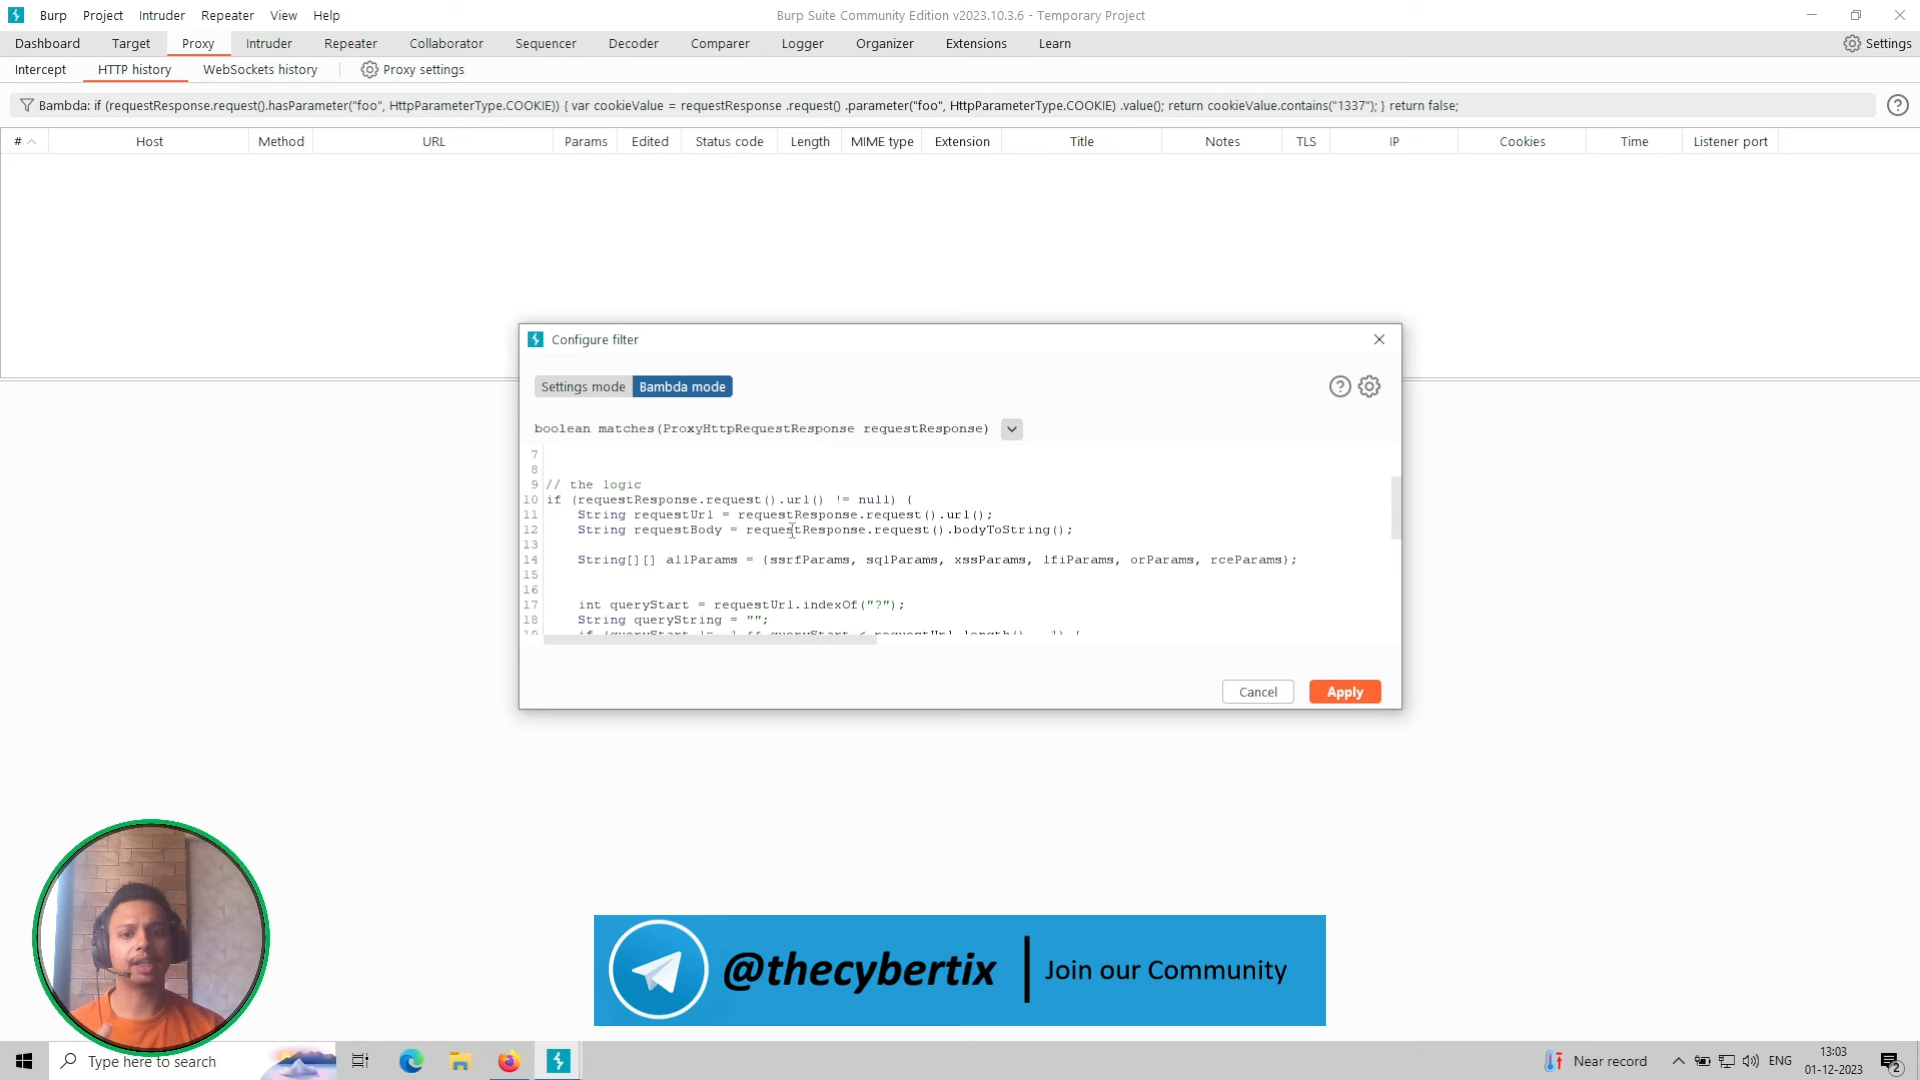 Burp Project Intruder Repeater View Help
Burp Suite Community Edition v2023.10.3.6 - Temporary Project
Dashboard Target Proxy Intruder Repeater Collaborator Sequencer Decoder Comparer Logger Organizer Extensions Learn Settings
Intercept HTTP history WebSockets history Proxy settings
Bambda: if (requestResponse.request().hasParameter("foo", HttpParameterType.COOKIE)) { var cookieValue = requestResponse .request() .parameter("foo", HttpParameterType.COOKIE) .value(); return cookieValue.contains("1337"); } return false;
# Host Method URL Params Edited Status code Length MIME type Extension Title Notes TLS IP Cookies Time Listener port
Configure filter
Settings mode Bambda mode
boolean matches(ProxyHttpRequestResponse requestResponse)
7
8
9 // the logic
10 if (requestResponse.request().url() != null) {
11 String requestUrl = requestResponse.request().url();
12 String requestBody = requestResponse.request().bodyToString();
13
14 String[][] allParams = {ssrfParams, sqlParams, xssParams, lfiParams, orParams, rceParams};
15
16
17 int queryStart = requestUrl.indexOf("?");
18 String queryString = "";
Cancel Apply
@thecybertix | Join our Community
Type here to search
Near record
ENG
13:03
01-12-2023
2